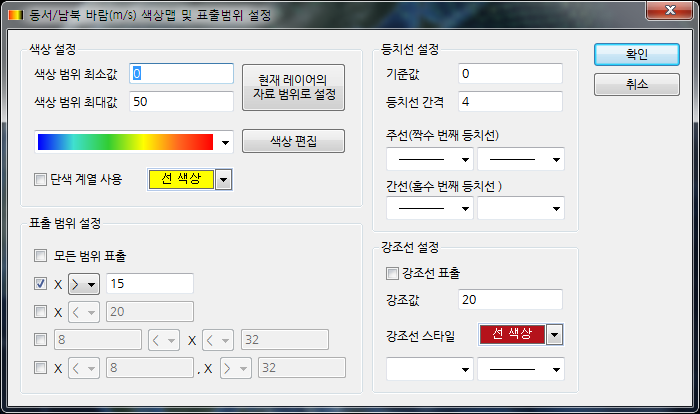 동서/남북 바람(m/s) 색상맵 및 표출범위 설정
색상 설정
색상 범위 최소값 0
색상 범위 최대값 50
현재 레이어의
자료 범위로 설정
색상 편집
단색 계열 사용 선 색상
표출 범위 설정
모든 범위 표출
X > 15
X < 20
8 < X < 32
X < 8 , X > 32
등치선 설정
기준값 0
등치선 간격 4
주선(짝수 번째 등치선)
간선(홀수 번째 등치선 )
강조선 설정
강조선 표출
강조값 20
강조선 스타일 선 색상
확인
취소